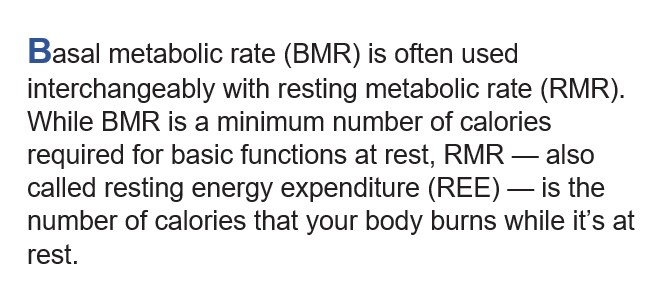 Basal metabolic rate (BMR) is often used
interchangeably with resting metabolic rate (RMR).
While BMR is a minimum number of calories
required for basic functions at rest, RMR — also
called resting energy expenditure (REE) — is the
number of calories that your body burns while it’s at
rest.